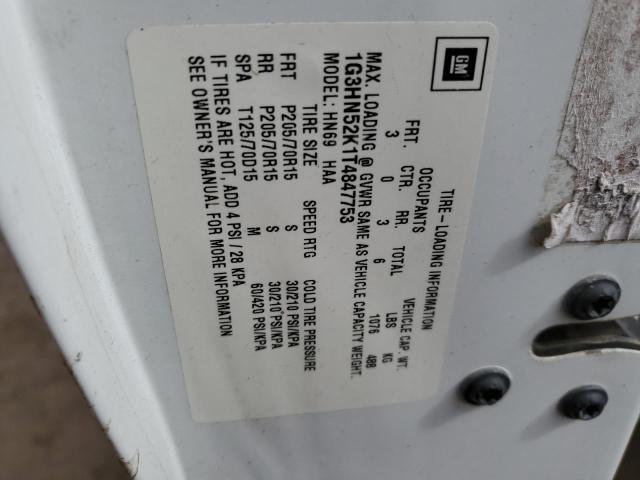 GM
TIRE-LOADING INFORMATION
OCCUPANTS VEHICLE CAP. WT.
FRT. CTR. RR. TOTAL LBS KG
3 0 3 6 1076 488
MAX. LOADING @ GVWR SAME AS VEHICLE CAPACITY WEIGHT.
1G3HN52K1T4847753
MODEL: HN69 HAA
TIRE SIZE SPEED RTG COLD TIRE PRESSURE
FRT P205/70R15 S 30/210 PSI/KPA
RR P205/70R15 S 30/210 PSI/KPA
SPA T125/70D15 M 60/420 PSI/KPA
IF TIRES ARE HOT, ADD 4 PSI/28 KPA
SEE OWNER'S MANUAL FOR MORE INFORMATION